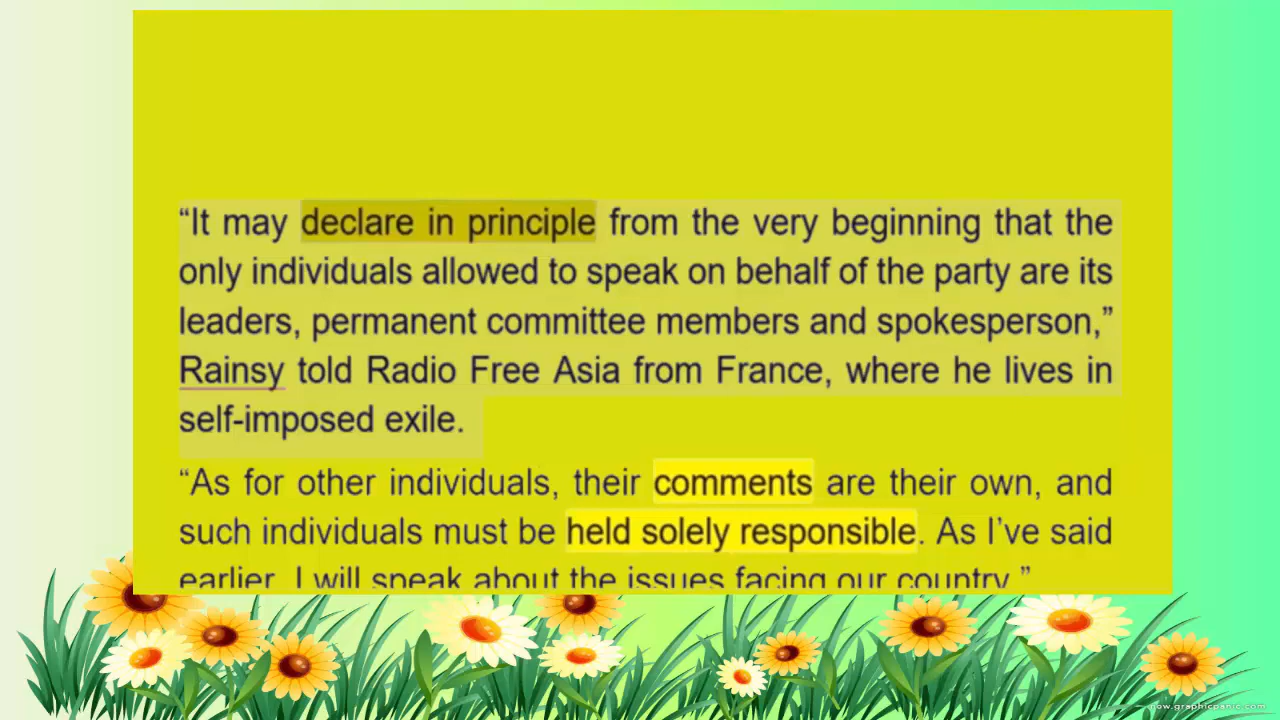 “It may declare in principle from the very beginning that the
only individuals allowed to speak on behalf of the party are its
leaders, permanent committee members and spokesperson,”
Rainsy told Radio Free Asia from France, where he lives in
self-imposed exile.
“As for other individuals, their comments are their own, and
such individuals must be held solely responsible. As I’ve said
earlier, I will speak about the issues facing our country.”
now.graphicpanic.com